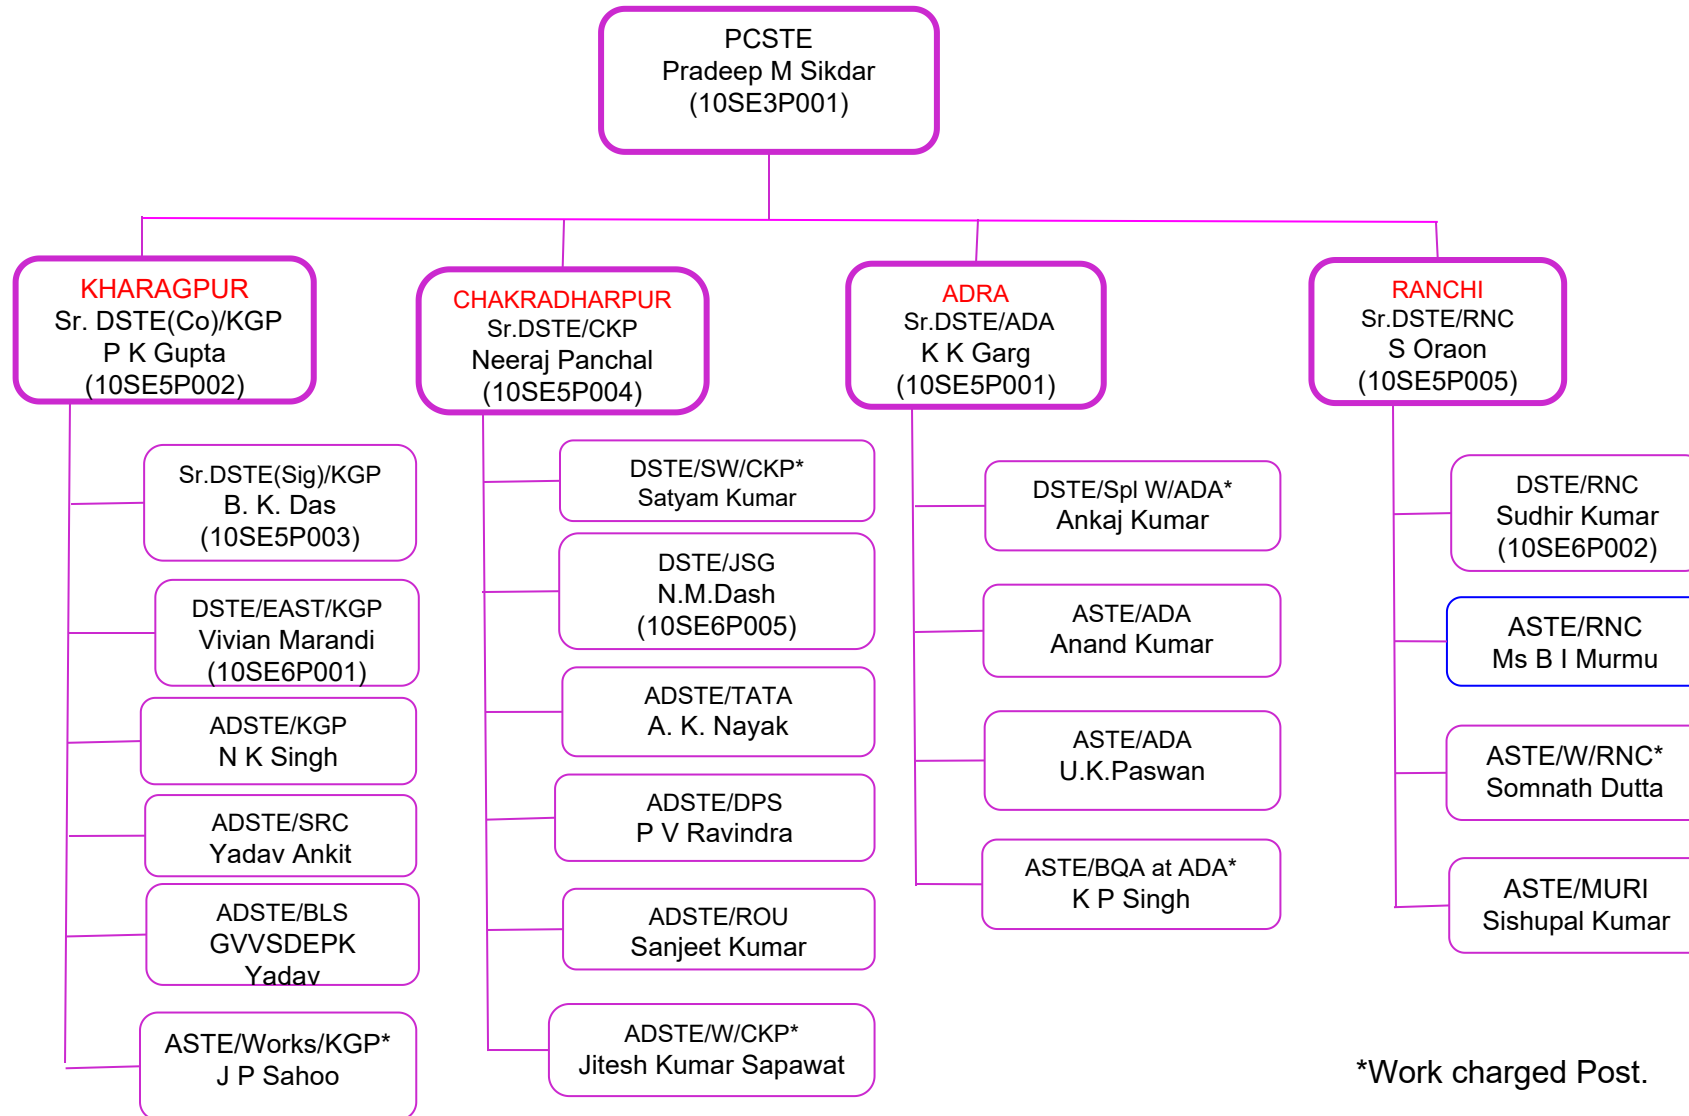 PCSTE
Pradeep M Sikdar
(10SE3P001)
KHARAGPUR
Sr. DSTE(Co)/KGP
P K Gupta
(10SE5P002)
Sr.DSTE(Sig)/KGP
B. K. Das
(10SE5P003)
DSTE/EAST/KGP
Vivian Marandi
(10SE6P001)
ADSTE/KGP
N K Singh
ADSTE/SRC
Yadav Ankit
ADSTE/BLS
GVVSDEPK
Yadav
ASTE/Works/KGP*
J P Sahoo
CHAKRADHARPUR
Sr.DSTE/CKP
Neeraj Panchal
(10SE5P004)
DSTE/SW/CKP*
Satyam Kumar
DSTE/JSG
N.M.Dash
(10SE6P005)
ADSTE/TATA
A. K. Nayak
ADSTE/DPS
P V Ravindra
ADSTE/ROU
Sanjeet Kumar
ADSTE/W/CKP*
Jitesh Kumar Sapawat
ADRA
Sr.DSTE/ADA
K K Garg
(10SE5P001)
DSTE/Spl W/ADA*
Ankaj Kumar
ASTE/ADA
Anand Kumar
ASTE/ADA
U.K.Paswan
ASTE/BQA at ADA*
K P Singh
RANCHI
Sr.DSTE/RNC
S Oraon
(10SE5P005)
DSTE/RNC
Sudhir Kumar
(10SE6P002)
ASTE/RNC
Ms B I Murmu
ASTE/W/RNC*
Somnath Dutta
ASTE/MURI
Sishupal Kumar
*Work charged Post.